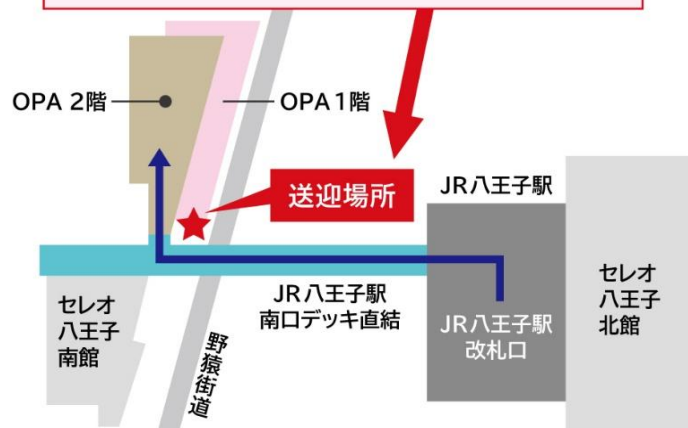 OPA 2階
OPA 1階
送迎場所
JR八王子駅
JR八王子駅
南口デッキ直結
JR八王子駅
改札口
セレオ
八王子
北館
セレオ
八王子
南館
野猿街道